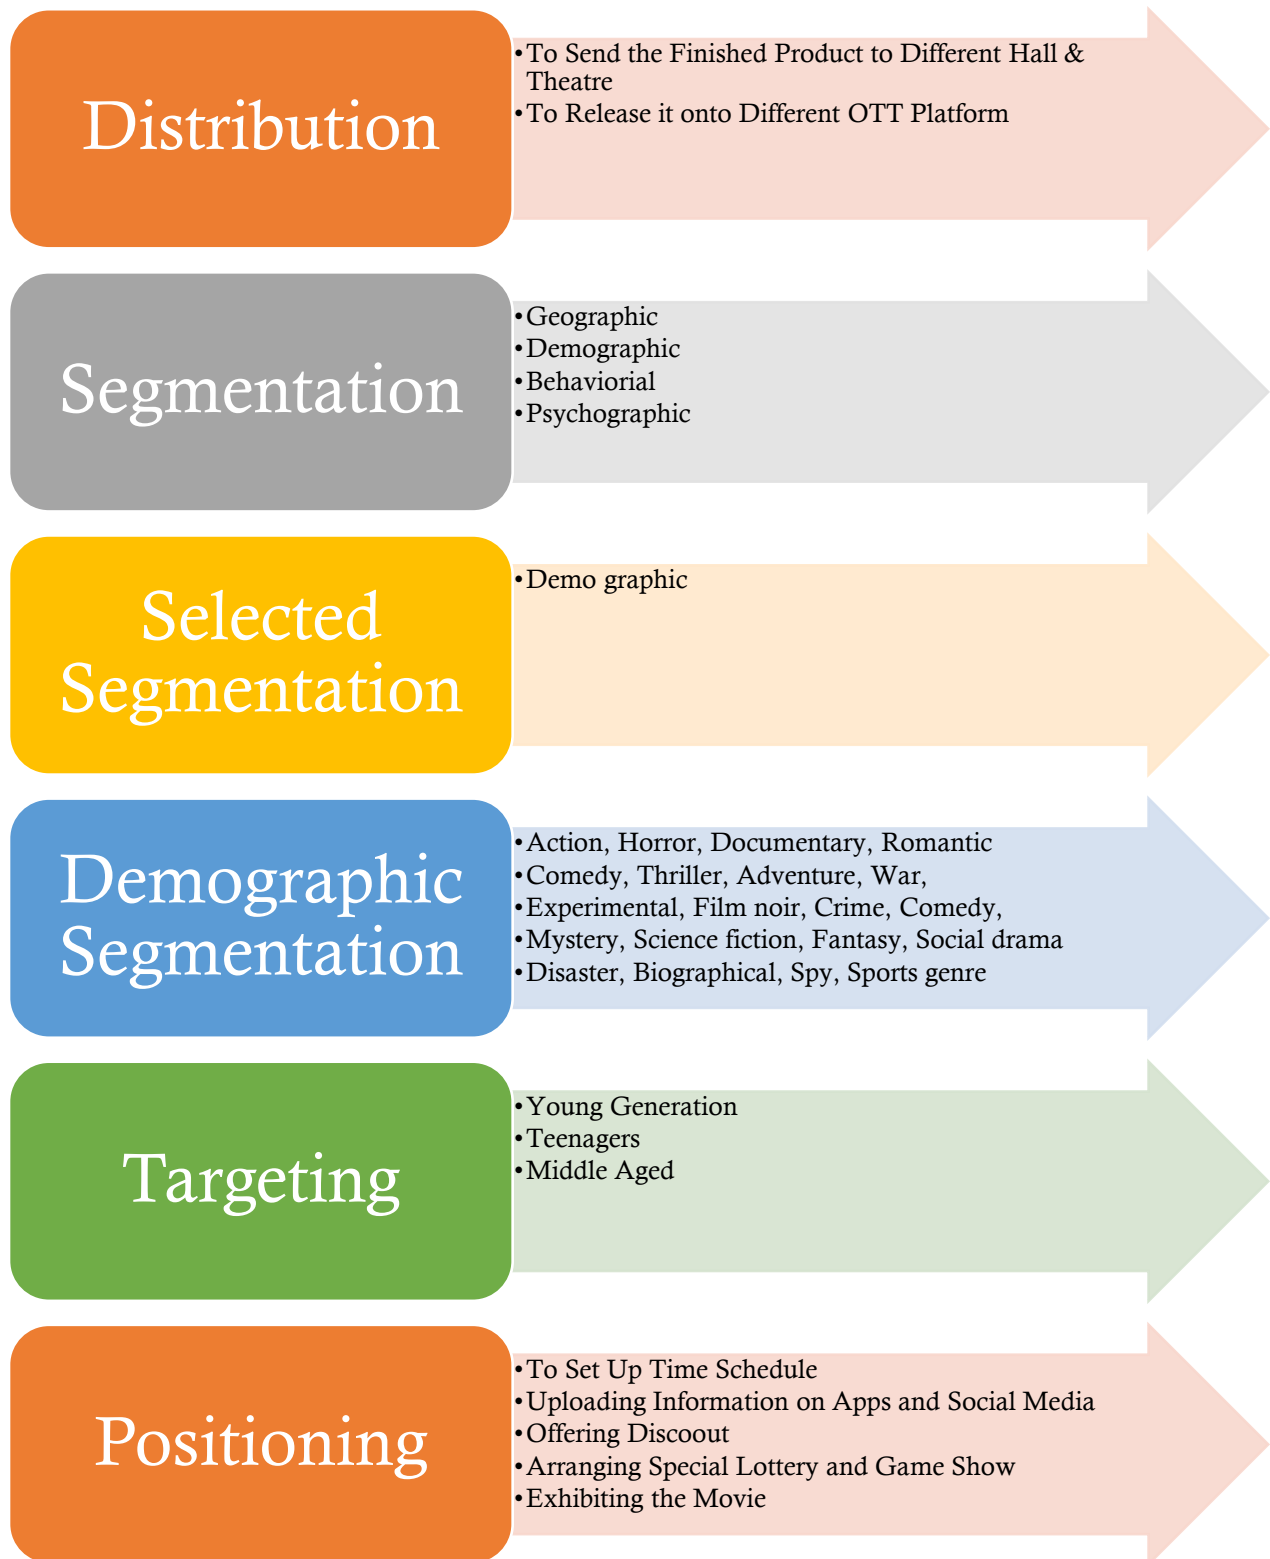 Distribution
•To Send the Finished Product to Different Hall &
Theatre
•To Release it onto Different OTT Platform
Segmentation
•Geographic
•Demographic
•Behaviorial
•Psychographic
Selected
Segmentation
•Demo graphic
Demographic
Segmentation
•Action, Horror, Documentary, Romantic
•Comedy, Thriller, Adventure, War,
•Experimental, Film noir, Crime, Comedy,
•Mystery, Science fiction, Fantasy, Social drama
•Disaster, Biographical, Spy, Sports genre
Targeting
•Young Generation
•Teenagers
•Middle Aged
Positioning
•To Set Up Time Schedule
•Uploading Information on Apps and Social Media
•Offering Discoout
•Arranging Special Lottery and Game Show
•Exhibiting the Movie